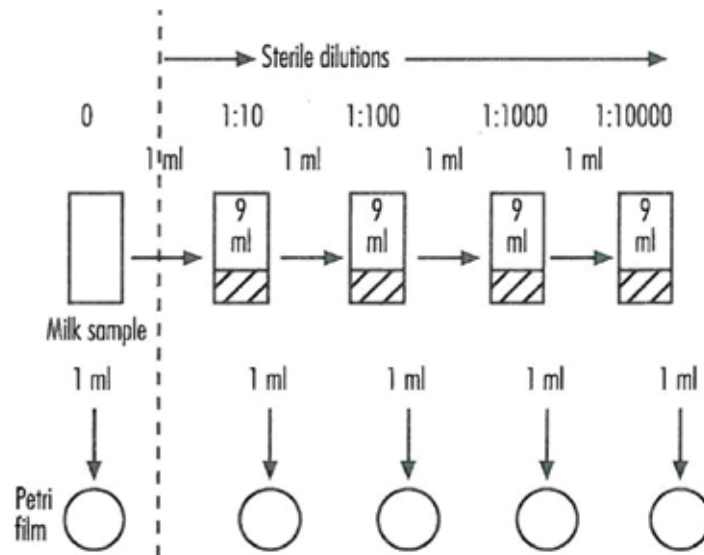 Sterile dilutions
0 1:10 1:100 1:1000 1:10000
1 ml 1 ml 1 ml 1 ml
9 9 9 9
ml ml ml ml
Milk sample
1 ml 1 ml 1 ml 1 ml 1 ml
Petri
film